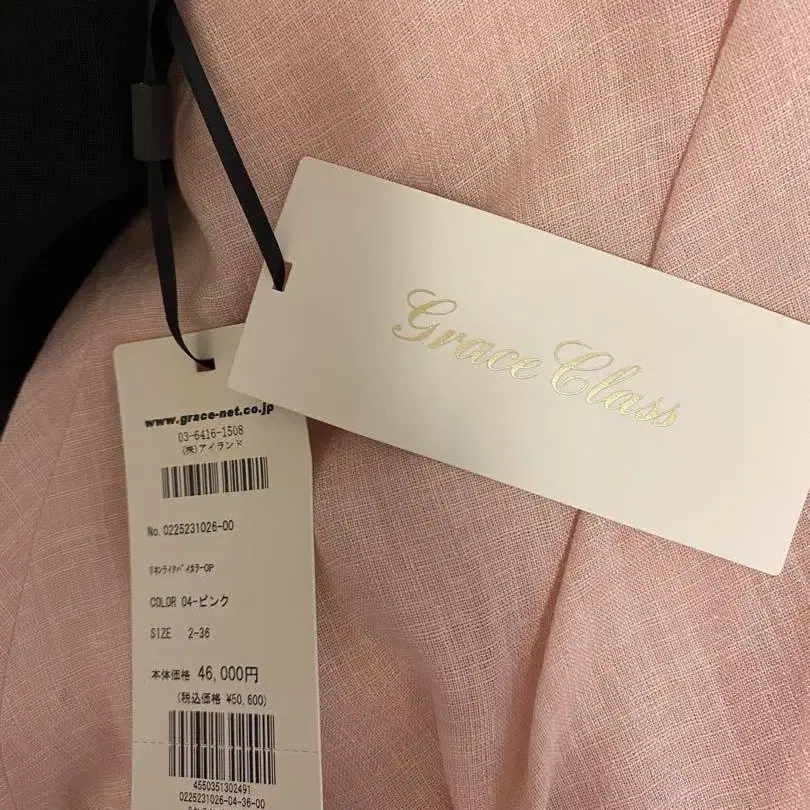 Grace Class
www.grace-net.co.jp
03-6416-1508
(株)アイランド
No. 0225231026-00
リネンライクバイカラーOP
COLOR 04-ピンク
SIZE 2-36
本体価格 46,000円
(税込価格 ¥50,600)
4550351302491
0225231026-04-36-00